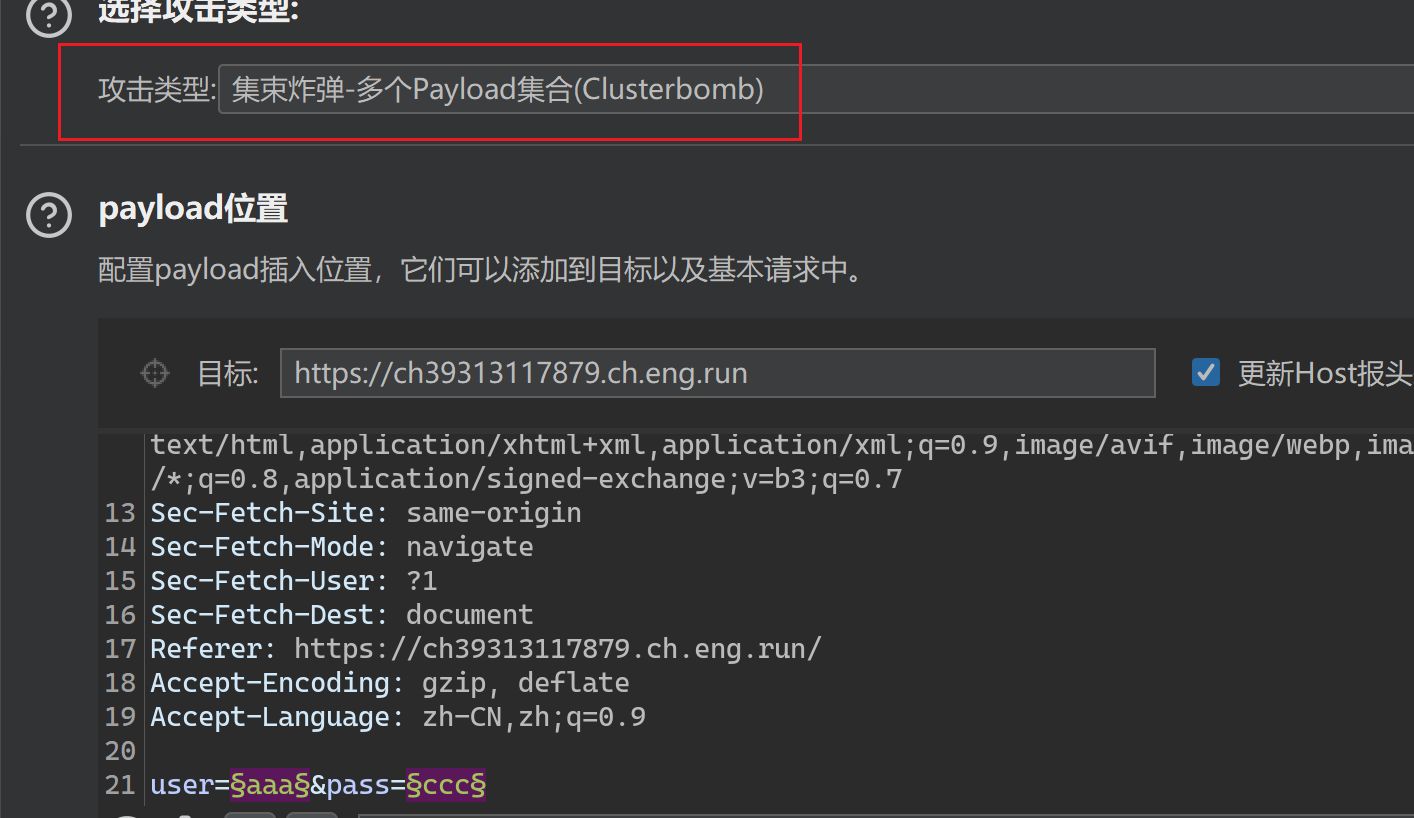 选择攻击类型:
攻击类型: 集束炸弹-多个Payload集合(Clusterbomb)
payload位置
配置payload插入位置，它们可以添加到目标以及基本请求中。
目标: https://ch39313117879.ch.eng.run 更新Host报头
text/html,application/xhtml+xml,application/xml;q=0.9,image/avif,image/webp,ima
/*;q=0.8,application/signed-exchange;v=b3;q=0.7
13 Sec-Fetch-Site: same-origin
14 Sec-Fetch-Mode: navigate
15 Sec-Fetch-User: ?1
16 Sec-Fetch-Dest: document
17 Referer: https://ch39313117879.ch.eng.run/
18 Accept-Encoding: gzip, deflate
19 Accept-Language: zh-CN,zh;q=0.9
20
21 user=§aaa§&pass=§ccc§